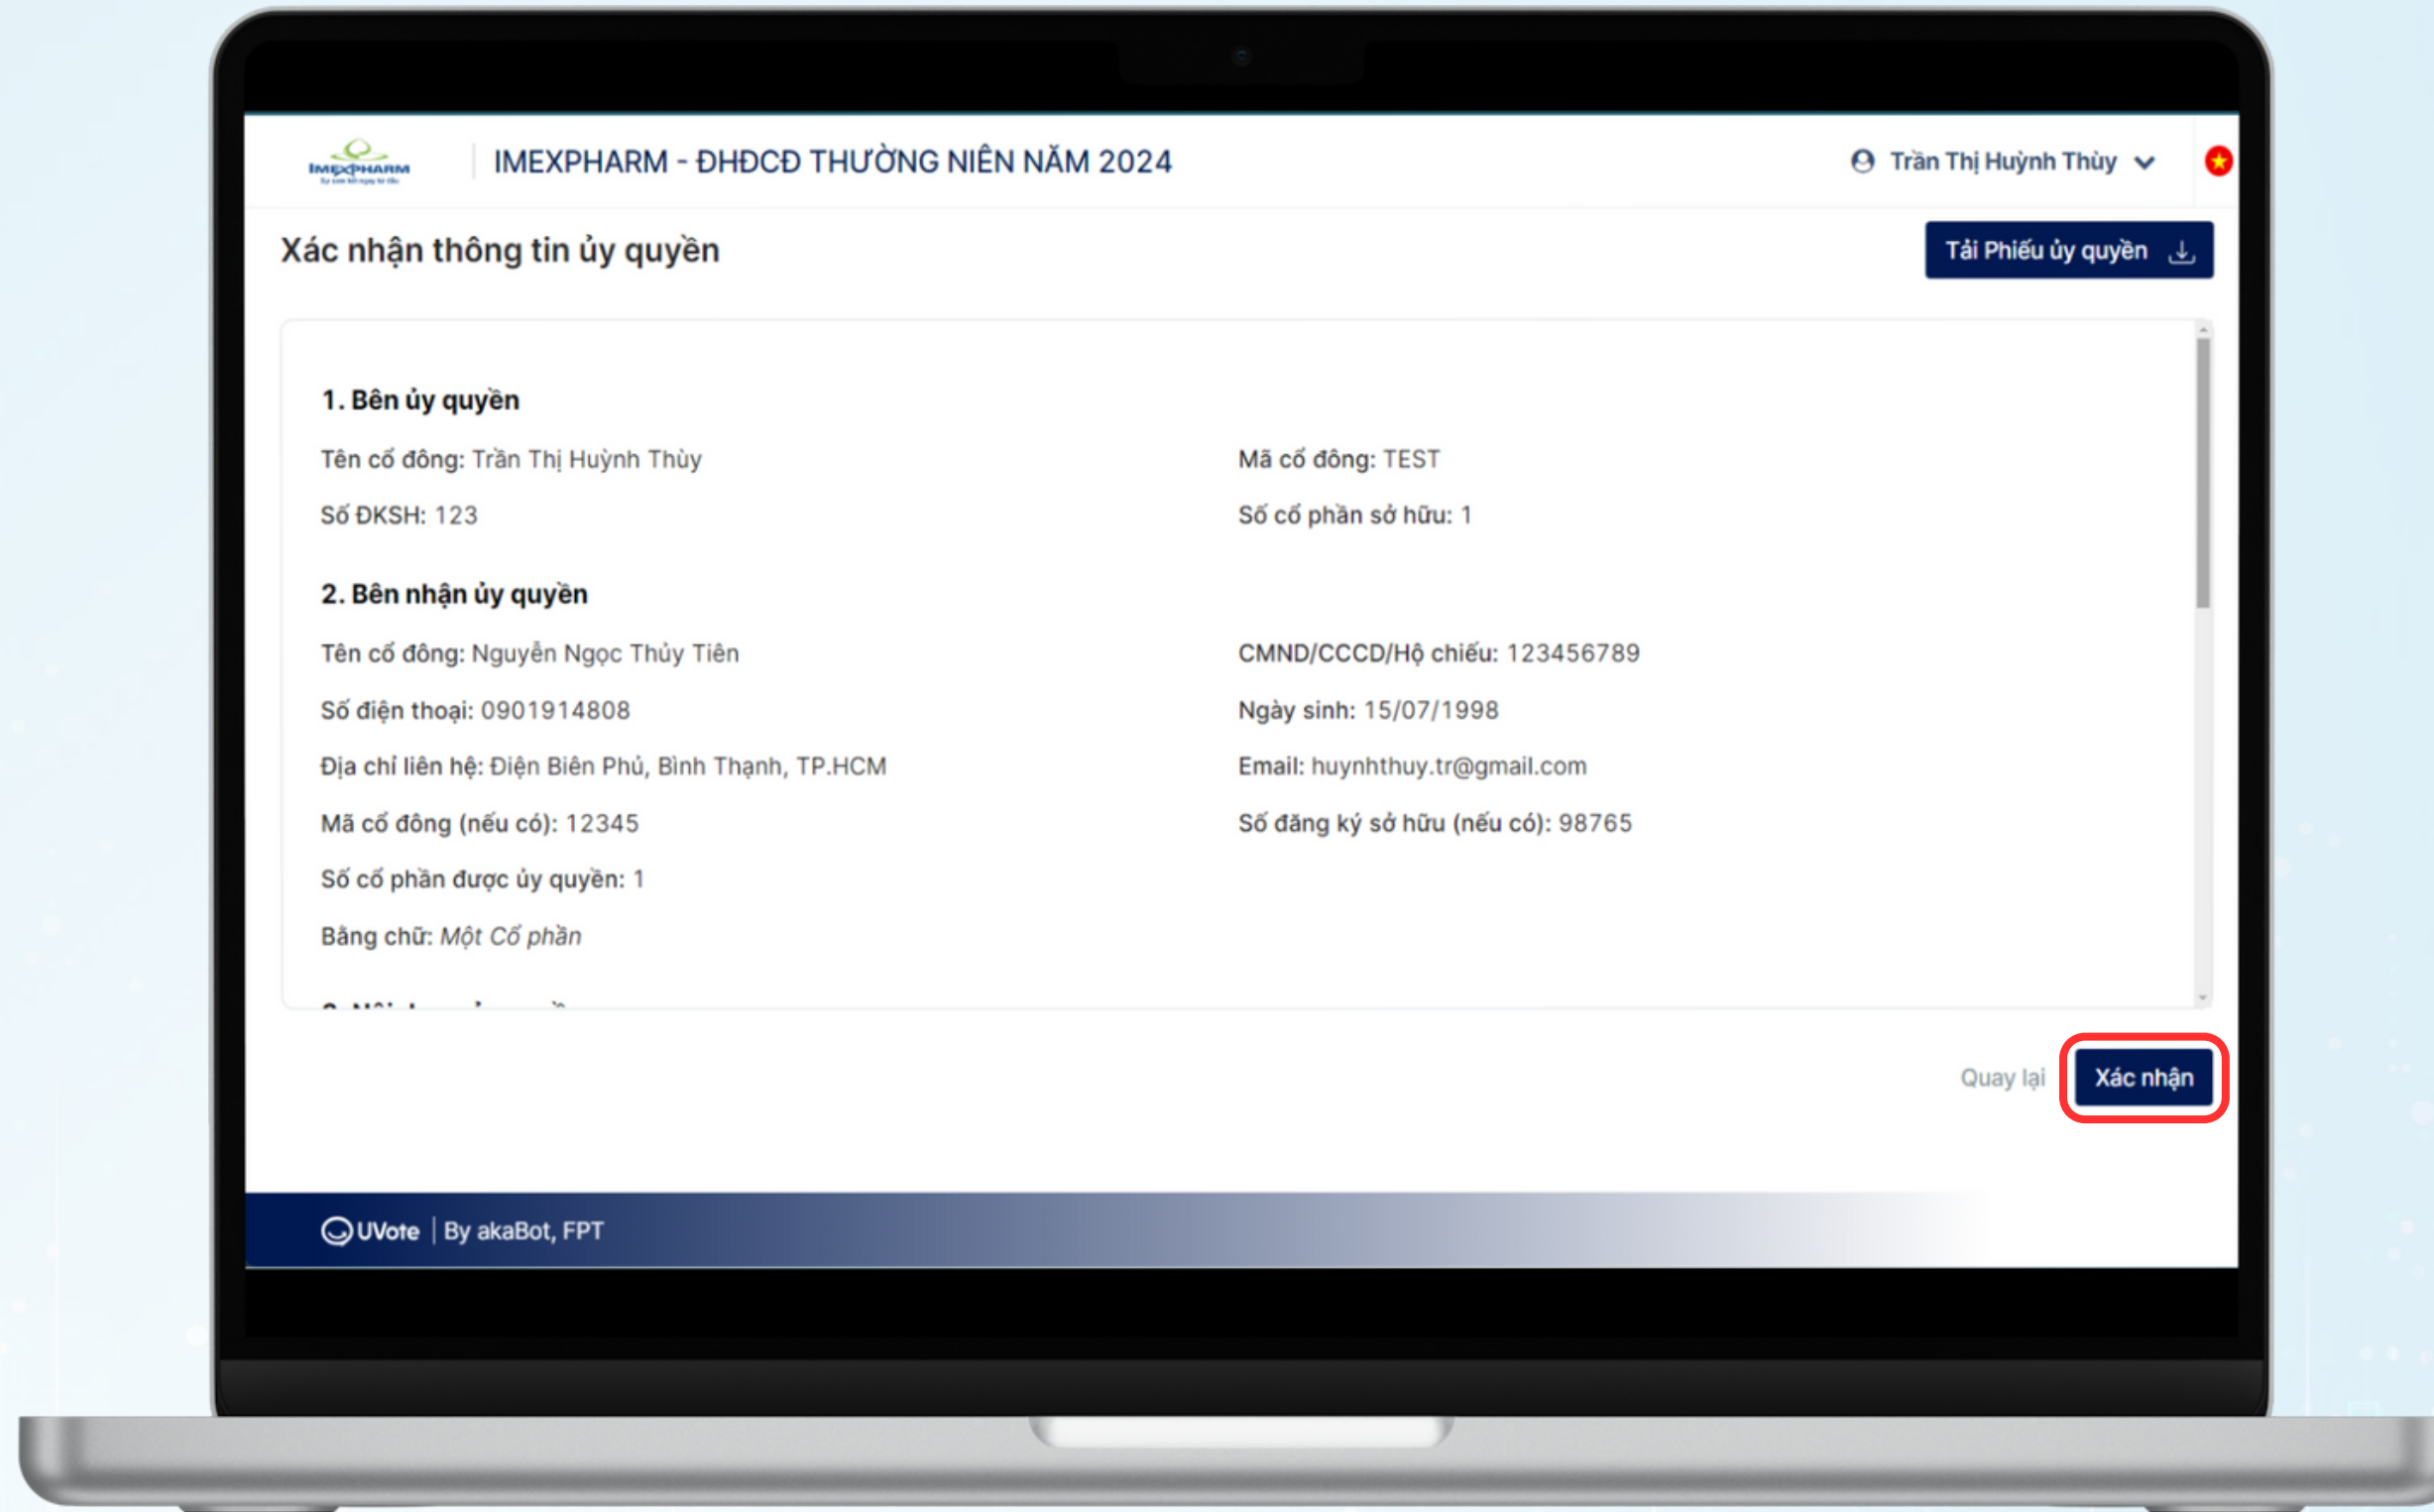 IMEXPHARM
IMEXPHARM - ĐHĐCĐ THƯỜNG NIÊN NĂM 2024
Trần Thị Huỳnh Thùy
Xác nhận thông tin ủy quyền
Tải Phiếu ủy quyền
1. Bên ủy quyền
Tên cổ đông: Trần Thị Huỳnh Thùy
Mã cổ đông: TEST
Số ĐKSH: 123
Số cổ phần sở hữu: 1
2. Bên nhận ủy quyền
Tên cổ đông: Nguyễn Ngọc Thủy Tiên
CMND/CCCD/Hộ chiếu: 123456789
Số điện thoại: 0901914808
Ngày sinh: 15/07/1998
Địa chỉ liên hệ: Điện Biên Phủ, Bình Thạnh, TP.HCM
Email: huynhthuy.tr@gmail.com
Mã cổ đông (nếu có): 12345
Số đăng ký sở hữu (nếu có): 98765
Số cổ phần được ủy quyền: 1
Bằng chữ: Một Cổ phần
Quay lại
Xác nhận
UVote | By akaBot, FPT